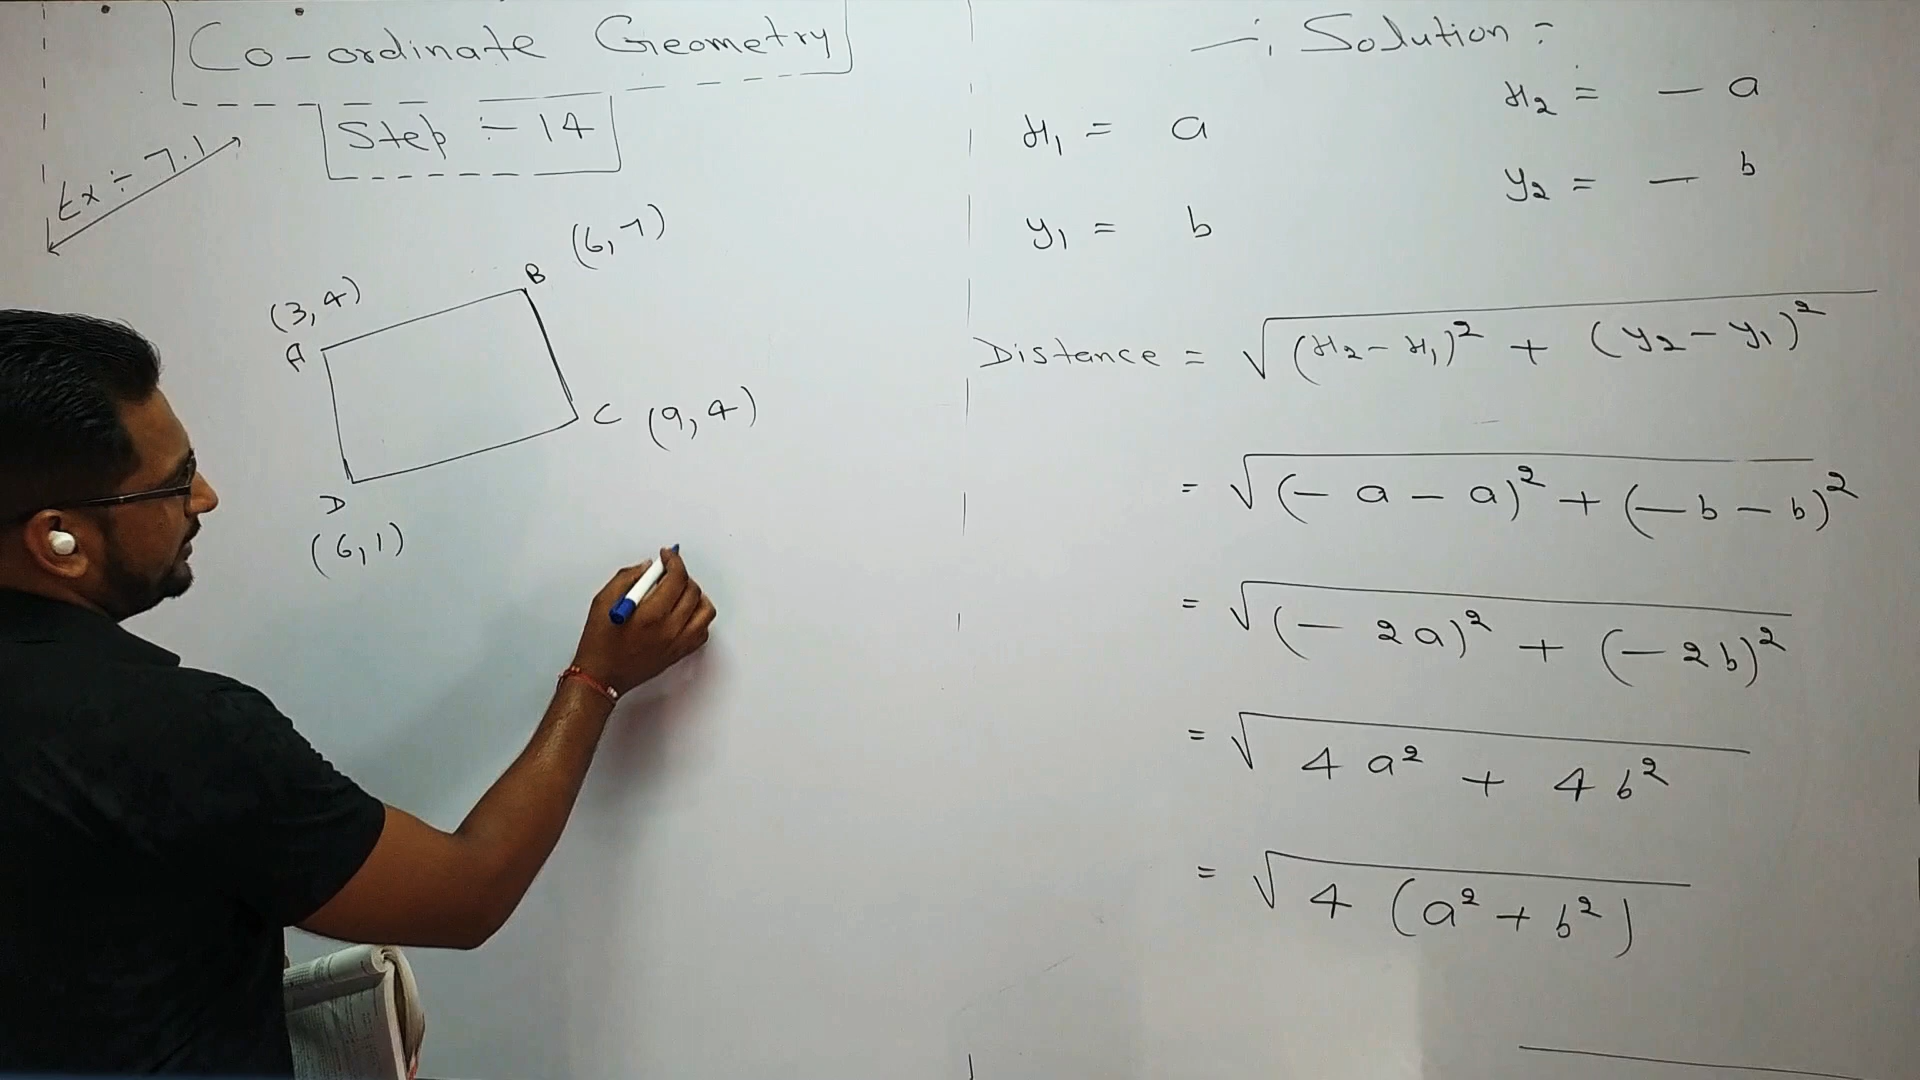 Co-ordinate Geometry
Step :- 14
Ex :- 7.1
(6,7)
B
(3,4)
A
C (9,4)
D
(6,1)
Solution :
x₁ = a
x₂ = - a
y₁ = b
y₂ = - b
Distance = √(x₂ - x₁)² + (y₂ - y₁)²
= √(- a - a)² + (- b - b)²
= √(- 2a)² + (- 2b)²
= √4a² + 4b²
= √4 (a² + b²)